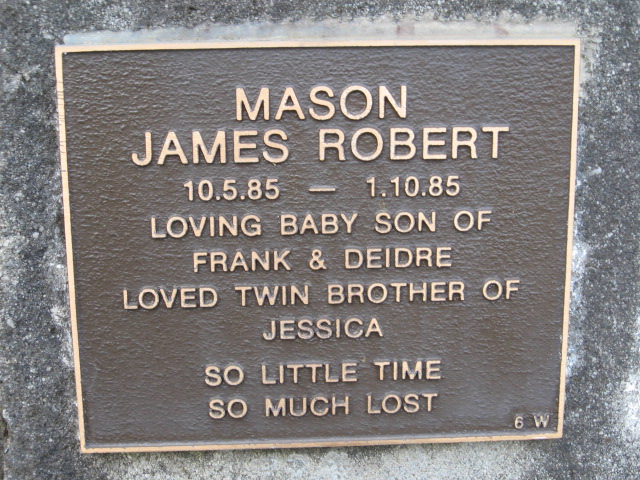 MASON
JAMES ROBERT
10.5.85 — 1.10.85
LOVING BABY SON OF
FRANK & DEIDRE
LOVED TWIN BROTHER OF
JESSICA
SO LITTLE TIME
SO MUCH LOST
6 W